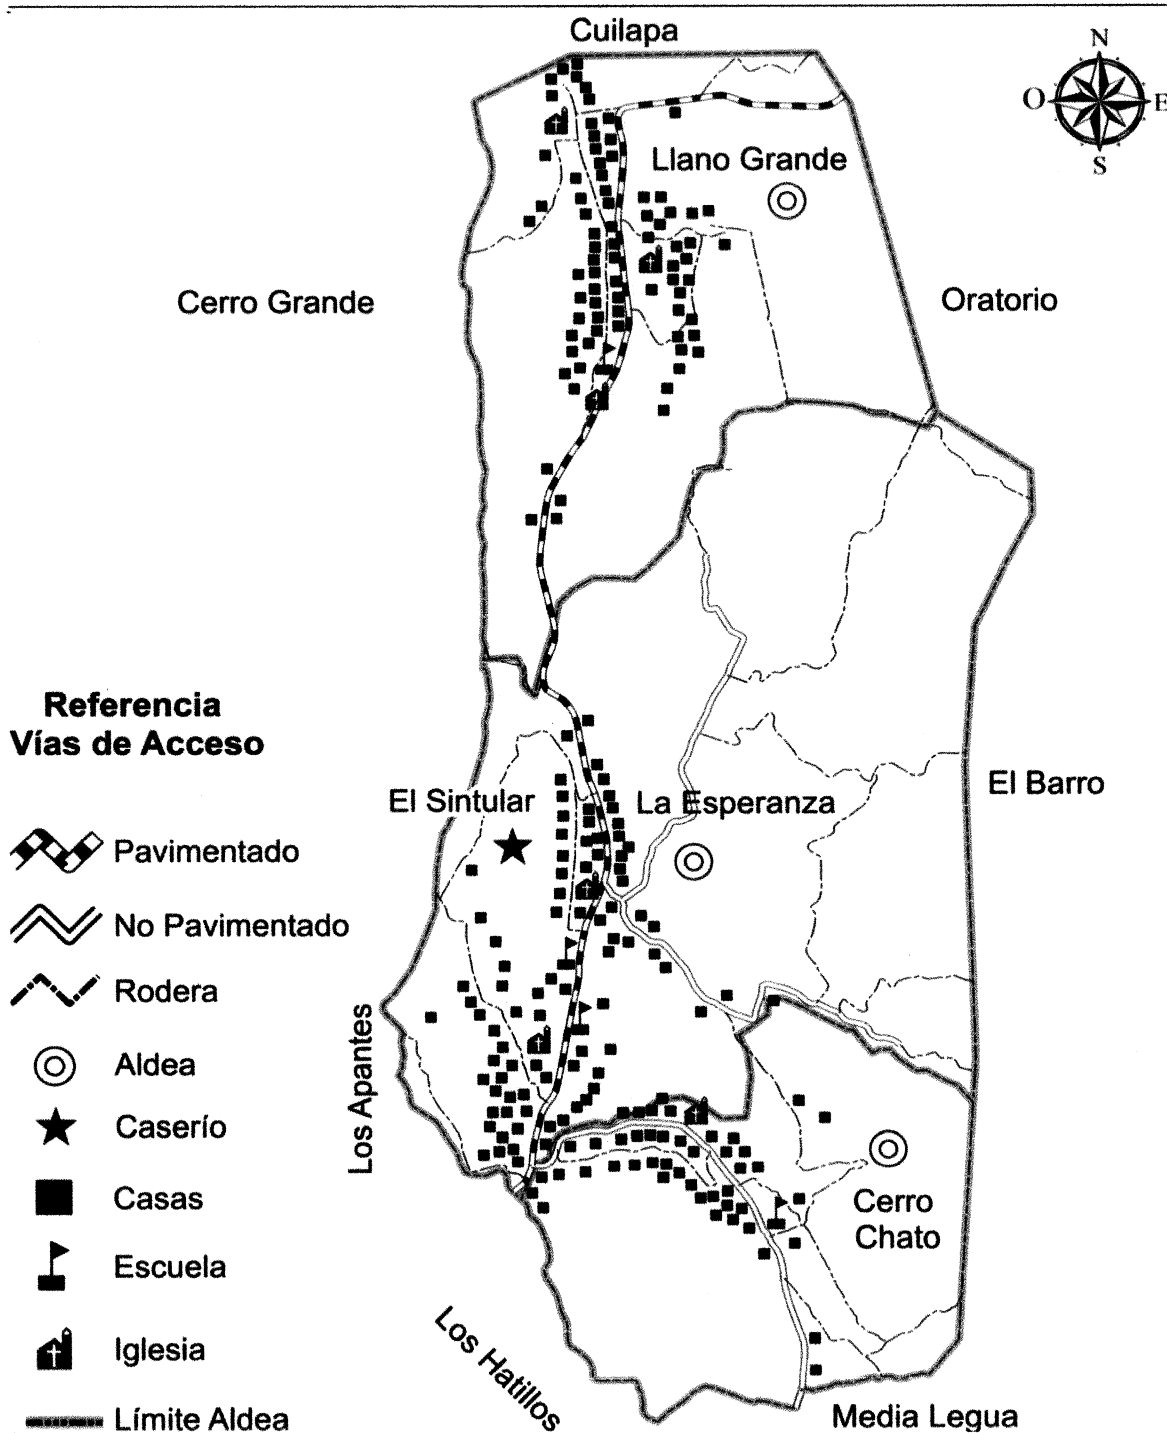 Cuilapa
N
O
E
S
Llano Grande
Cerro Grande
Oratorio
Referencia
Vías de Acceso
El Sintular
La Esperanza
El Barro
Pavimentado
No Pavimentado
Rodera
Aldea
Caserío
Casas
Escuela
Iglesia
Límite Aldea
Los Apantes
Cerro
Chato
Los Hatillos
Media Legua